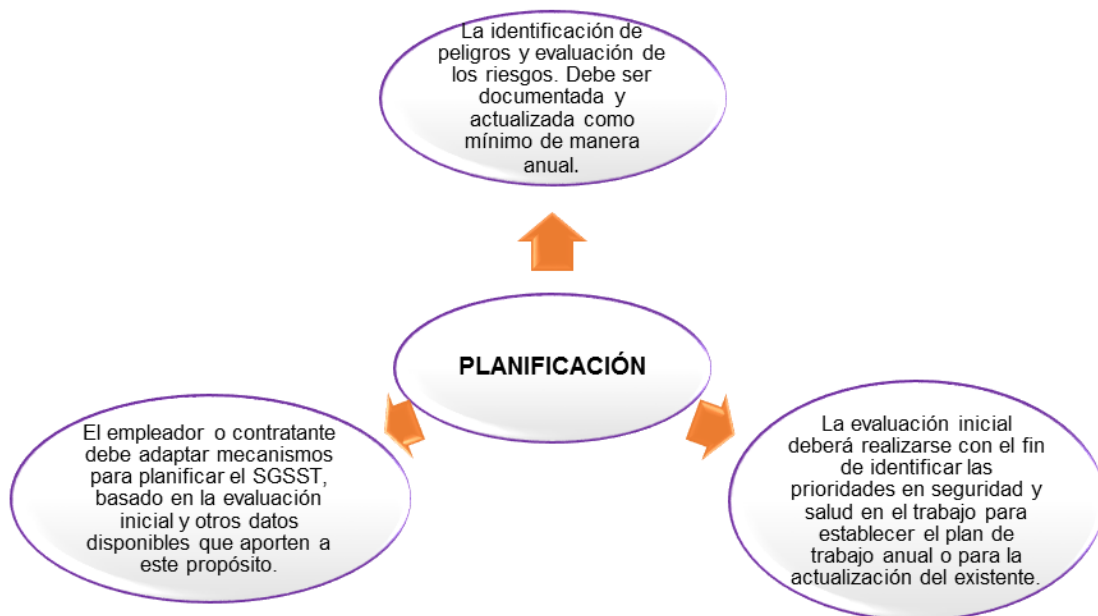 La identificación de
peligros y evaluación de
los riesgos. Debe ser
documentada y
actualizada como
mínimo de manera
anual.
PLANIFICACIÓN
El empleador o contratante
debe adaptar mecanismos
para planificar el SGSST,
basado en la evaluación
inicial y otros datos
disponibles que aporten a
este propósito.
La evaluación inicial
deberá realizarse con el fin
de identificar las
prioridades en seguridad y
salud en el trabajo para
establecer el plan de
trabajo anual o para la
actualización del existente.